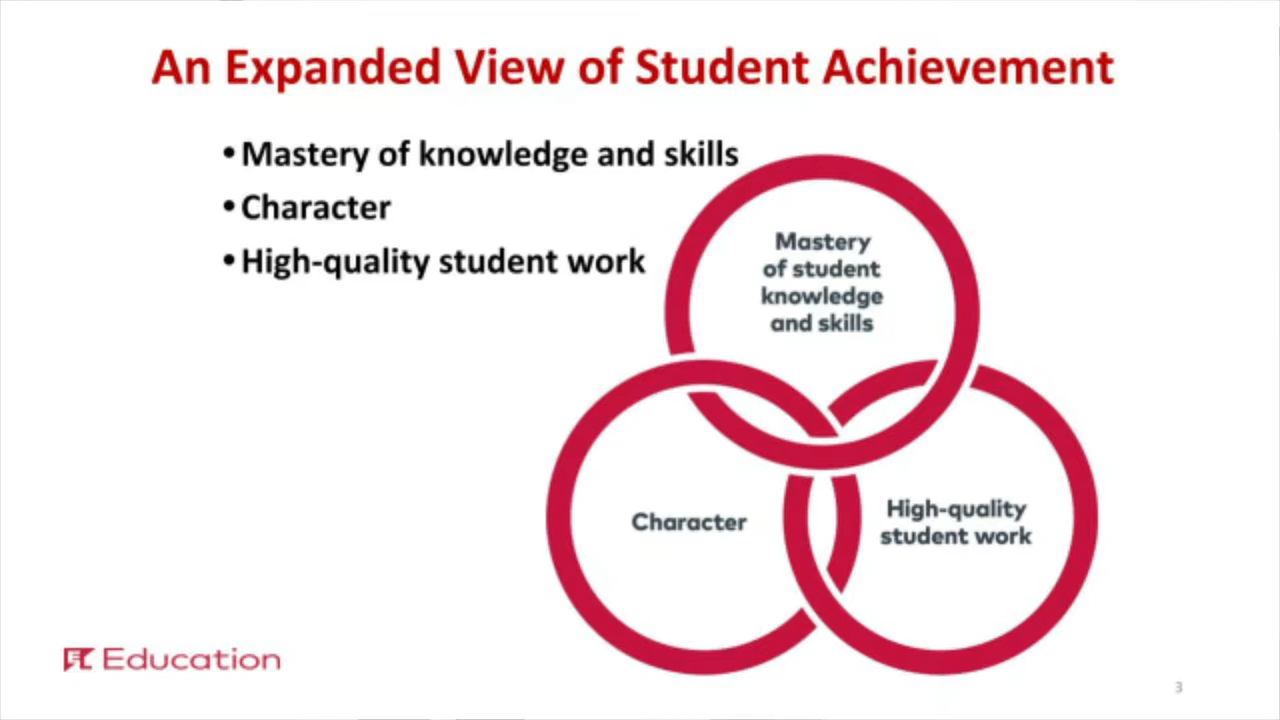 An Expanded View of Student Achievement
• Mastery of knowledge and skills
• Character
• High-quality student work
Mastery
of student
knowledge
and skills
Character
High-quality
student work
EL Education
3